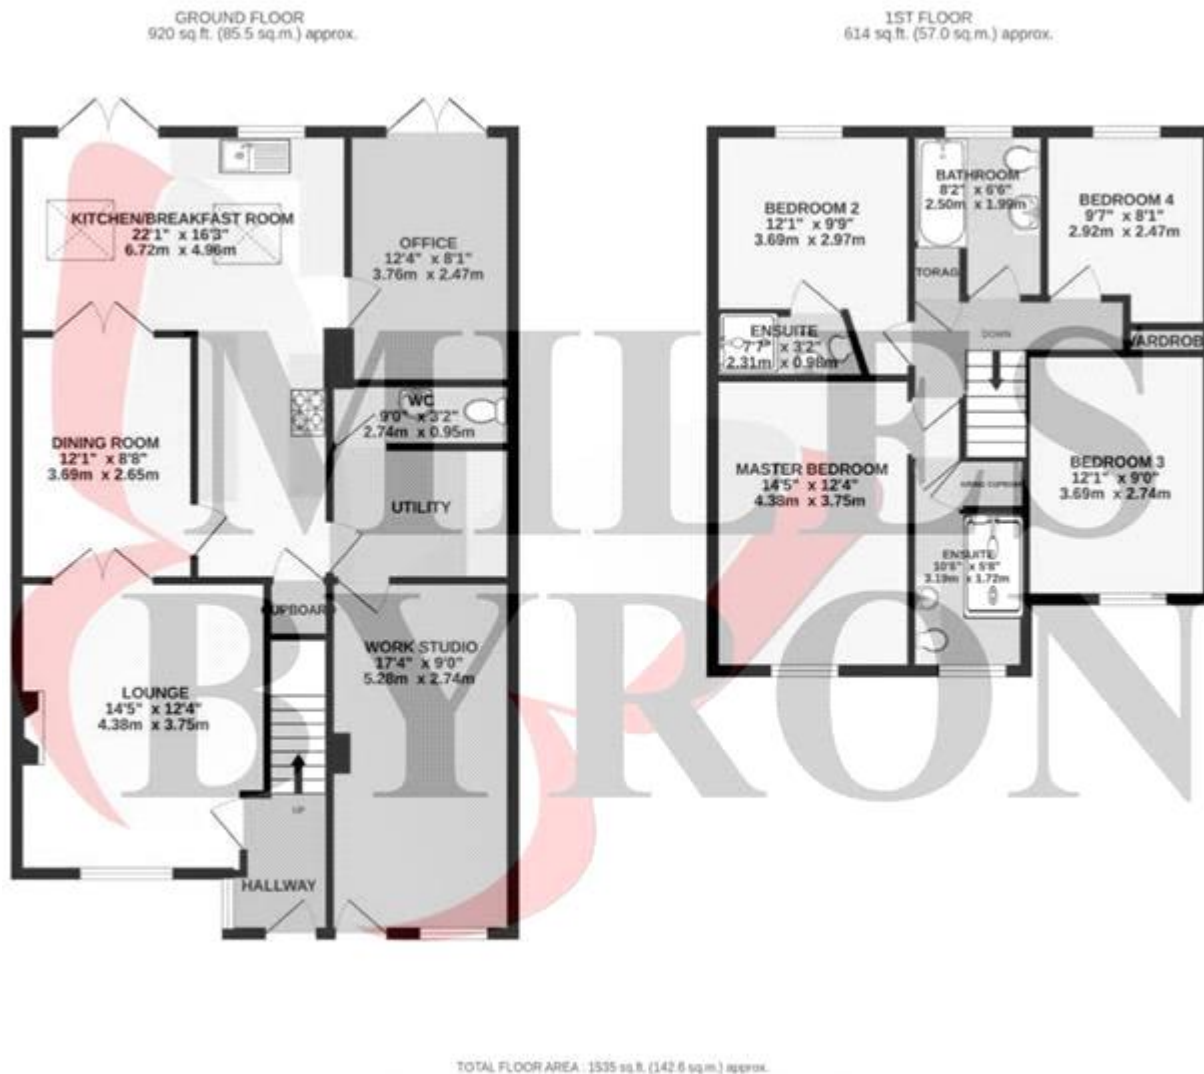 GROUND FLOOR
920 sq.ft. (85.5 sq.m.) approx.
1ST FLOOR
614 sq.ft. (57.0 sq.m.) approx.
KITCHEN/BREAKFAST ROOM
22'1" x 16'3"
6.72m x 4.96m
OFFICE
12'4" x 8'1"
3.76m x 2.47m
DINING ROOM
12'1" x 8'8"
3.69m x 2.65m
WC
9'0" x 3'2"
2.74m x 0.95m
UTILITY
CUPBOARD
WORK STUDIO
17'4" x 9'0"
5.28m x 2.74m
LOUNGE
14'5" x 12'4"
4.38m x 3.75m
UP
HALLWAY
BEDROOM 2
12'1" x 9'9"
3.69m x 2.97m
BATHROOM
8'2" x 6'6"
2.50m x 1.99m
BEDROOM 4
9'7" x 8'1"
2.92m x 2.47m
TORAG
ENSUITE
7'7" x 3'2"
2.31m x 0.98m
DOWN
WARDROB
MASTER BEDROOM
14'5" x 12'4"
4.38m x 3.75m
BEDROOM 3
12'1" x 9'0"
3.69m x 2.74m
ENSUITE
10'6" x 5'8"
3.19m x 1.72m
MILES
BYRON
TOTAL FLOOR AREA : 1535 sq.ft. (142.6 sq.m.) approx.